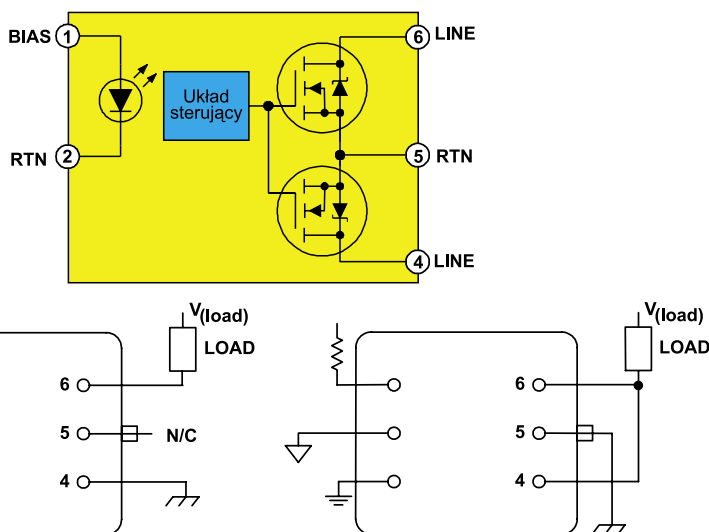 BIAS 1
6 LINE
Układ
sterujący
RTN 2
5 RTN
4 LINE
V(load)
LOAD
6
5
N/C
4
V(load)
LOAD
6
5
4